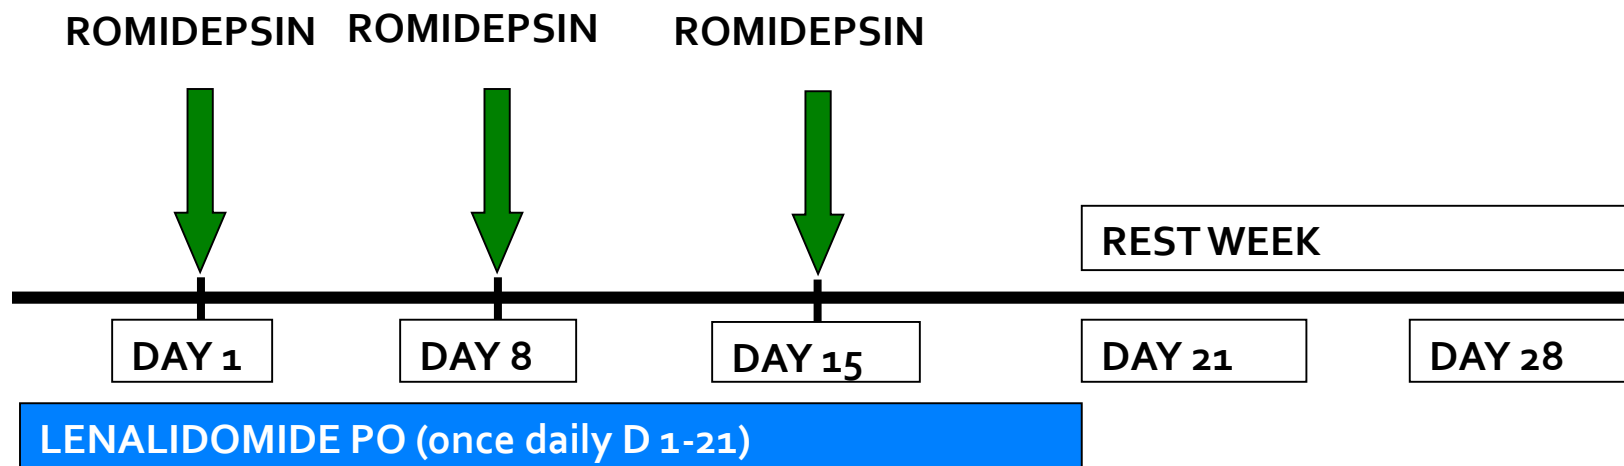 ROMIDEPSIN ROMIDEPSIN ROMIDEPSIN
REST WEEK
DAY 1 DAY 8 DAY 15 DAY 21 DAY 28
LENALIDOMIDE PO (once daily D 1-21)